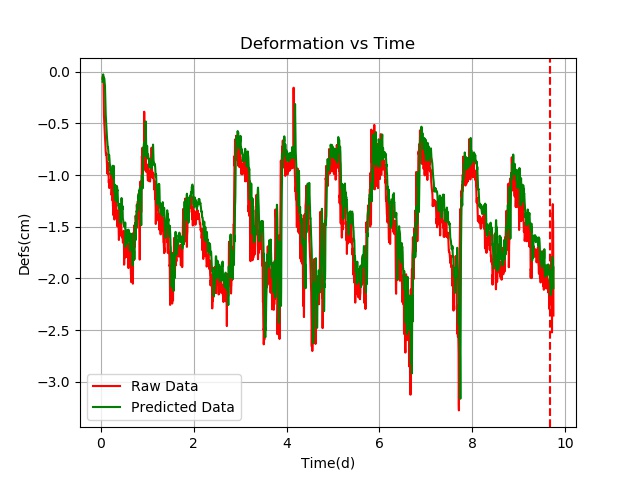 Deformation vs Time
0.0
−0.5
−1.0
−1.5
−2.0
−2.5
−3.0
Defs(cm)
Raw Data
Predicted Data
0 2 4 6 8 10
Time(d)